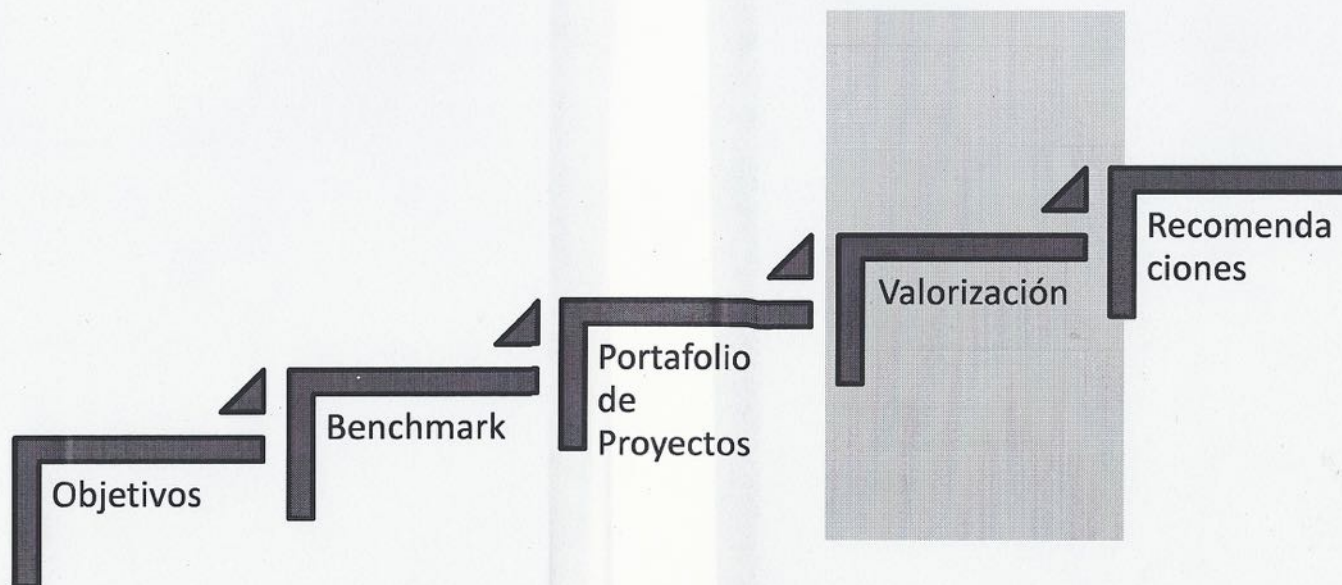 Objetivos
Benchmark
Portafolio
de
Proyectos
Valorización
Recomenda
ciones